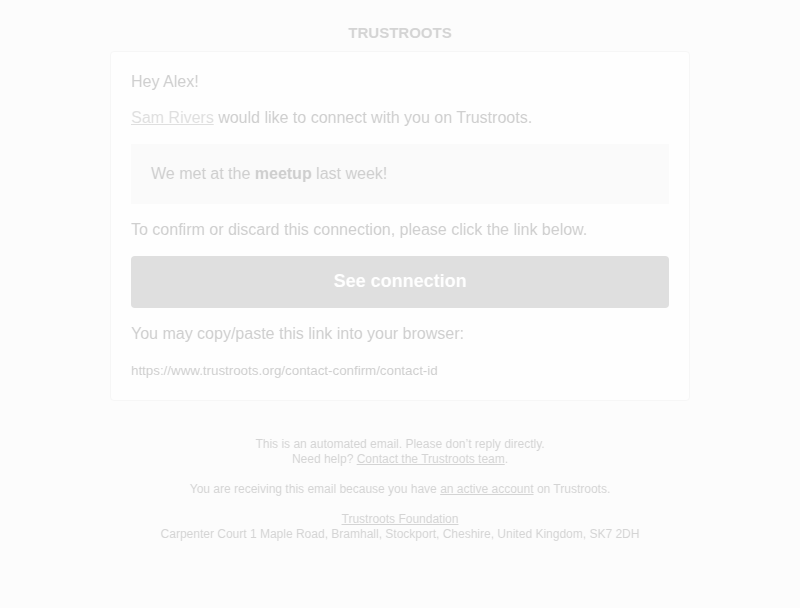 TRUSTROOTS
Hey Alex!
Sam Rivers would like to connect with you on Trustroots.
We met at the meetup last week!
To confirm or discard this connection, please click the link below.
See connection
You may copy/paste this link into your browser:
https://www.trustroots.org/contact-confirm/contact-id
This is an automated email. Please don’t reply directly.
Need help? Contact the Trustroots team.
You are receiving this email because you have an active account on Trustroots.
Trustroots Foundation
Carpenter Court 1 Maple Road, Bramhall, Stockport, Cheshire, United Kingdom, SK7 2DH